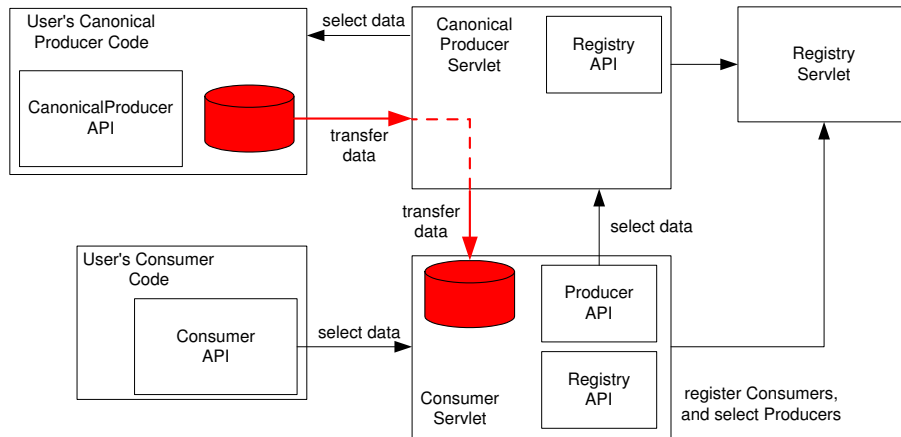 User's Canonical
Producer Code
CanonicalProducer
API
select data
transfer
data
Canonical
Producer
Servlet
Registry
API
Registry
Servlet
transfer
data
select data
User's Consumer
Code
Consumer
API
select data
Producer
API
Registry
API
Consumer
Servlet
register Consumers,
and select Producers